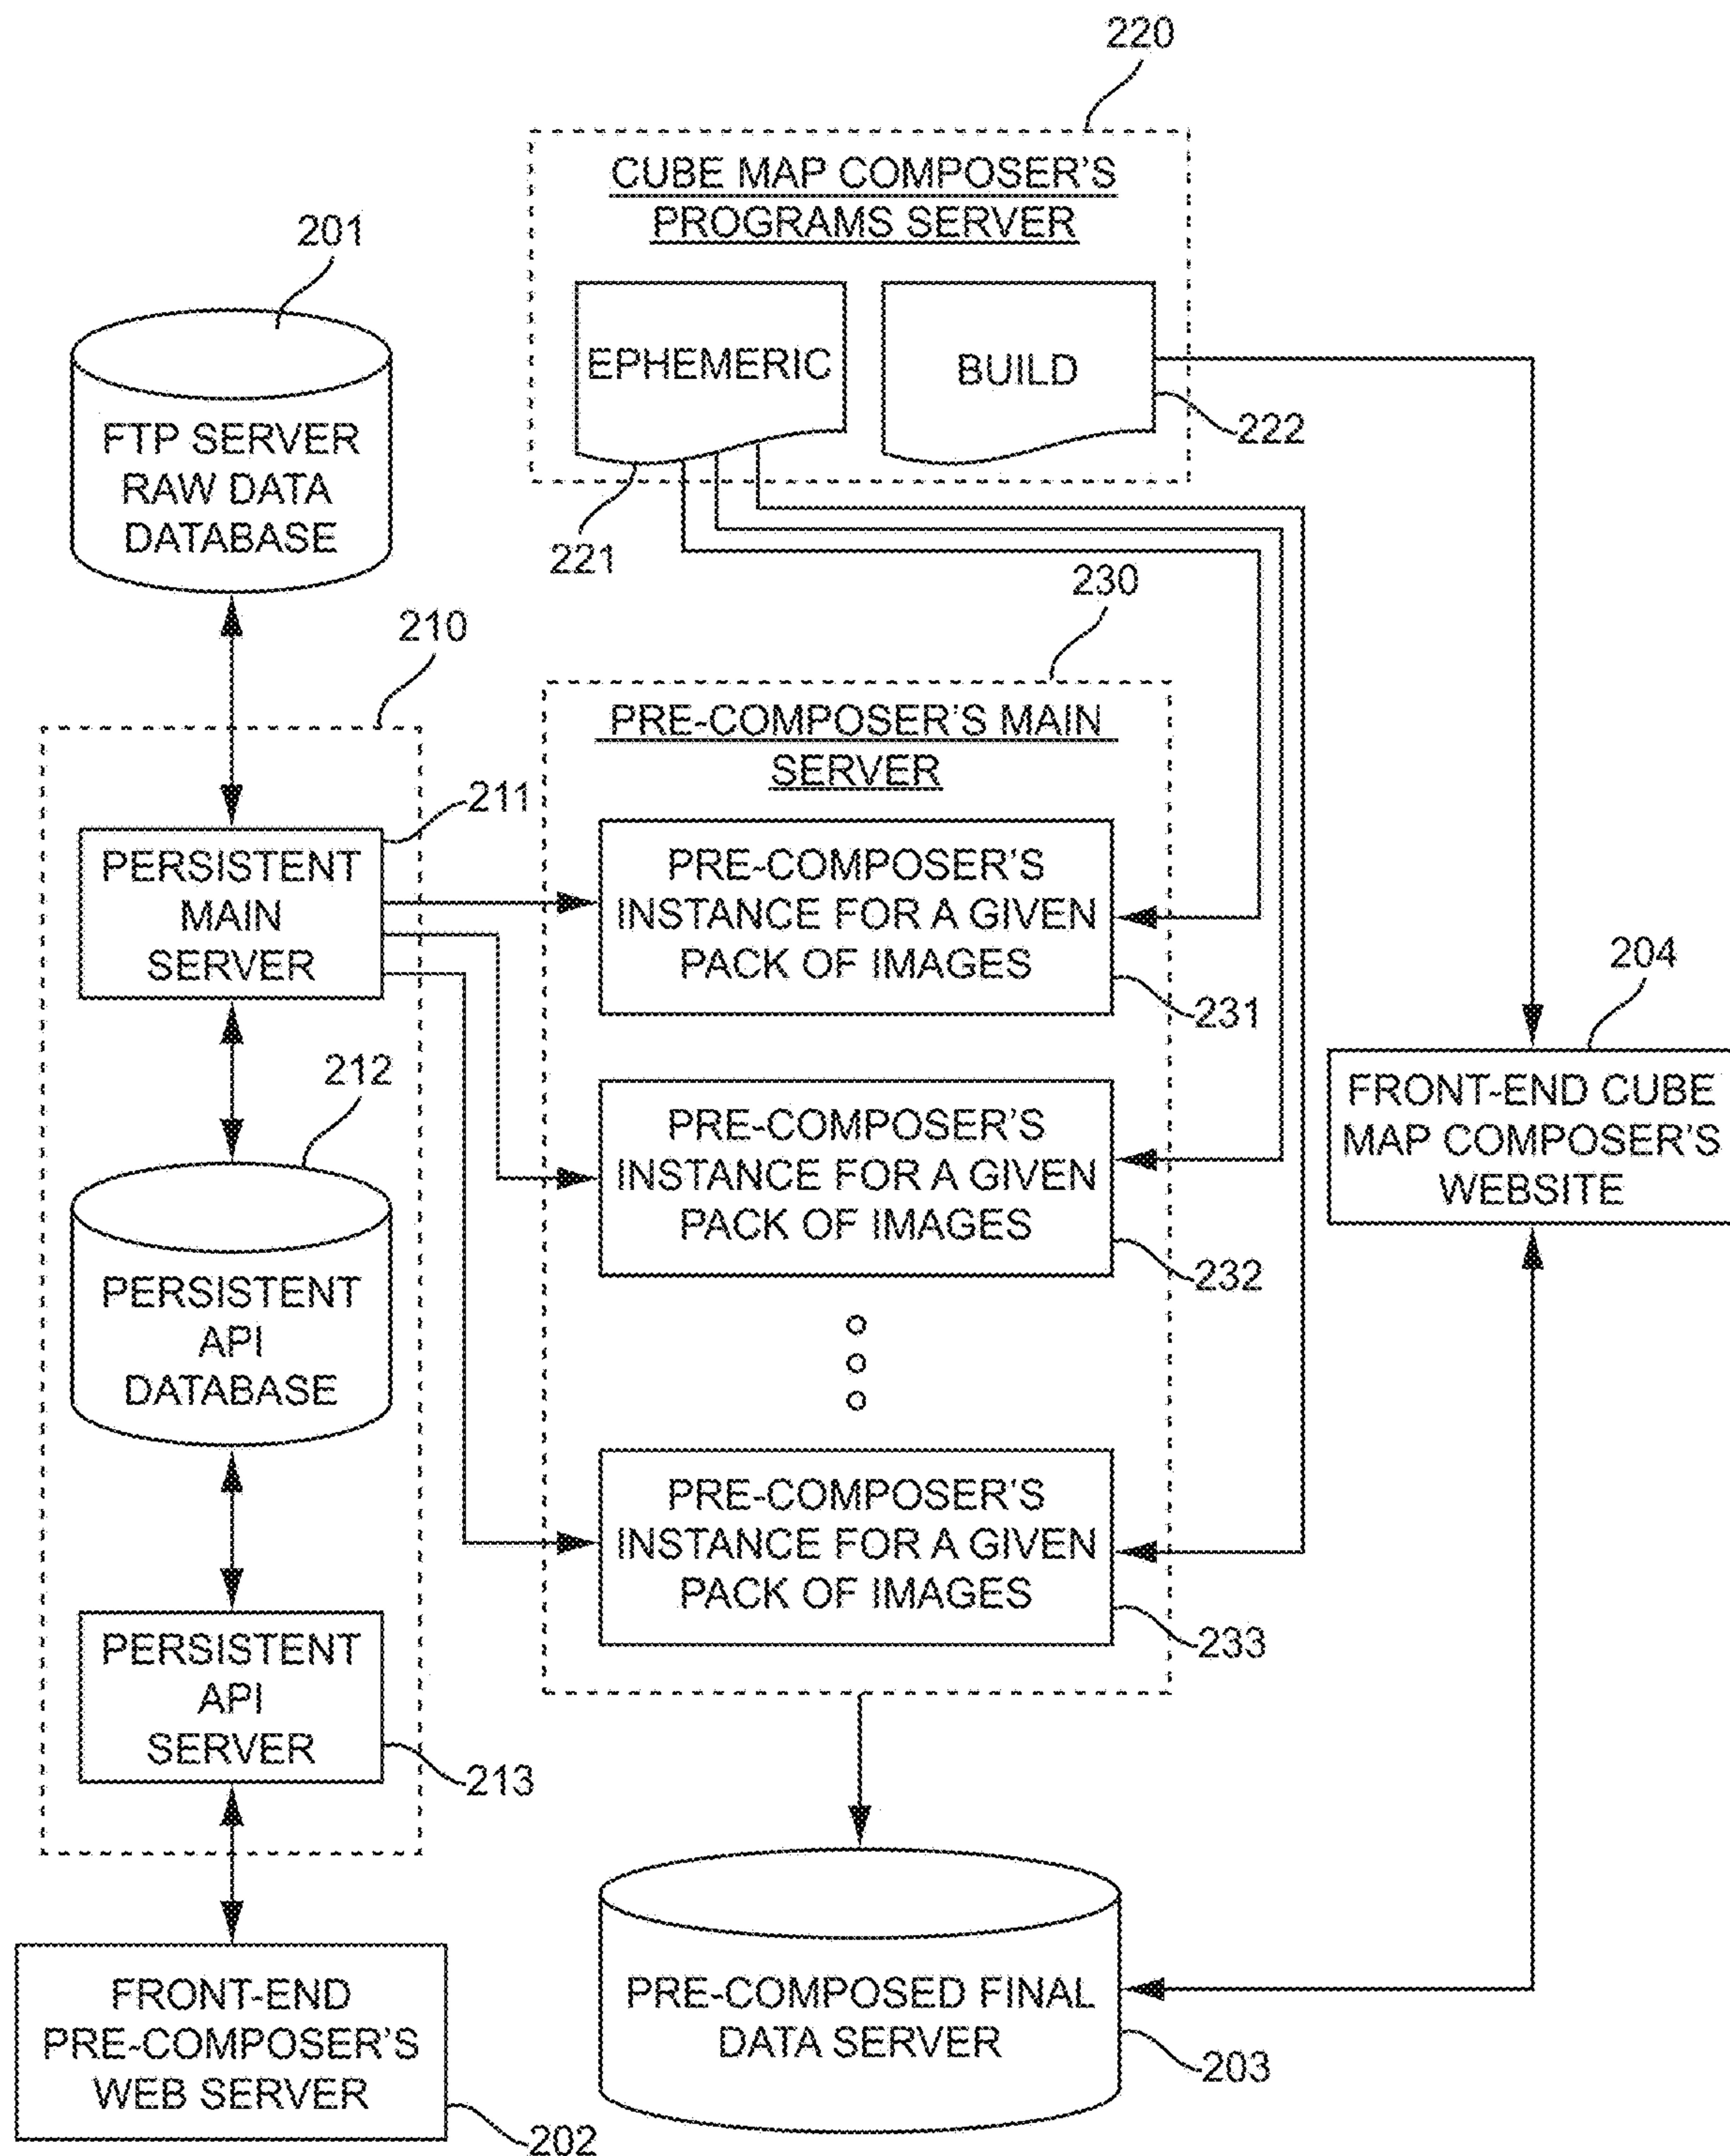 220
CUBE MAP COMPOSER'S
PROGRAMS SERVER
201
EPHEMERIC
BUILD
222
FTP SERVER
RAW DATA
DATABASE
221
230
210
PRE-COMPOSER'S MAIN
SERVER
211
PERSISTENT
MAIN
SERVER
PRE-COMPOSER'S
INSTANCE FOR A GIVEN
PACK OF IMAGES
231
204
212
PRE-COMPOSER'S
INSTANCE FOR A GIVEN
PACK OF IMAGES
232
FRONT-END CUBE
MAP COMPOSER'S
WEBSITE
PERSISTENT
API
DATABASE
PRE-COMPOSER'S
INSTANCE FOR A GIVEN
PACK OF IMAGES
233
PERSISTENT
API
SERVER
213
FRONT-END
PRE-COMPOSER'S
WEB SERVER
202
PRE-COMPOSED FINAL
DATA SERVER
203